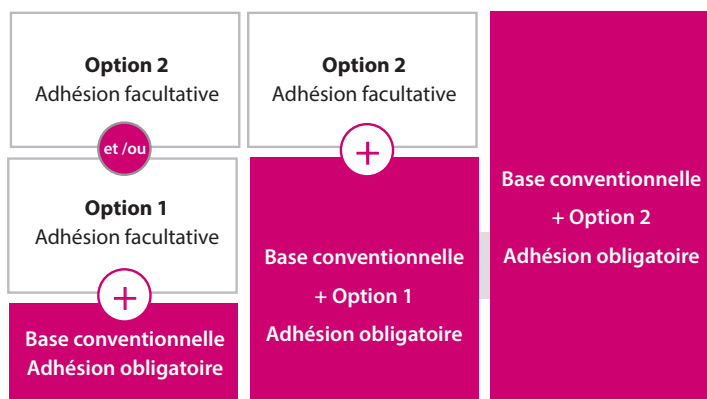 Option 2
Adhésion facultative
et /ou
Option 1
Adhésion facultative
+
Base conventionnelle
Adhésion obligatoire
Option 2
Adhésion facultative
+
Base conventionnelle
+ Option 1
Adhésion obligatoire
Base conventionnelle
+ Option 2
Adhésion obligatoire